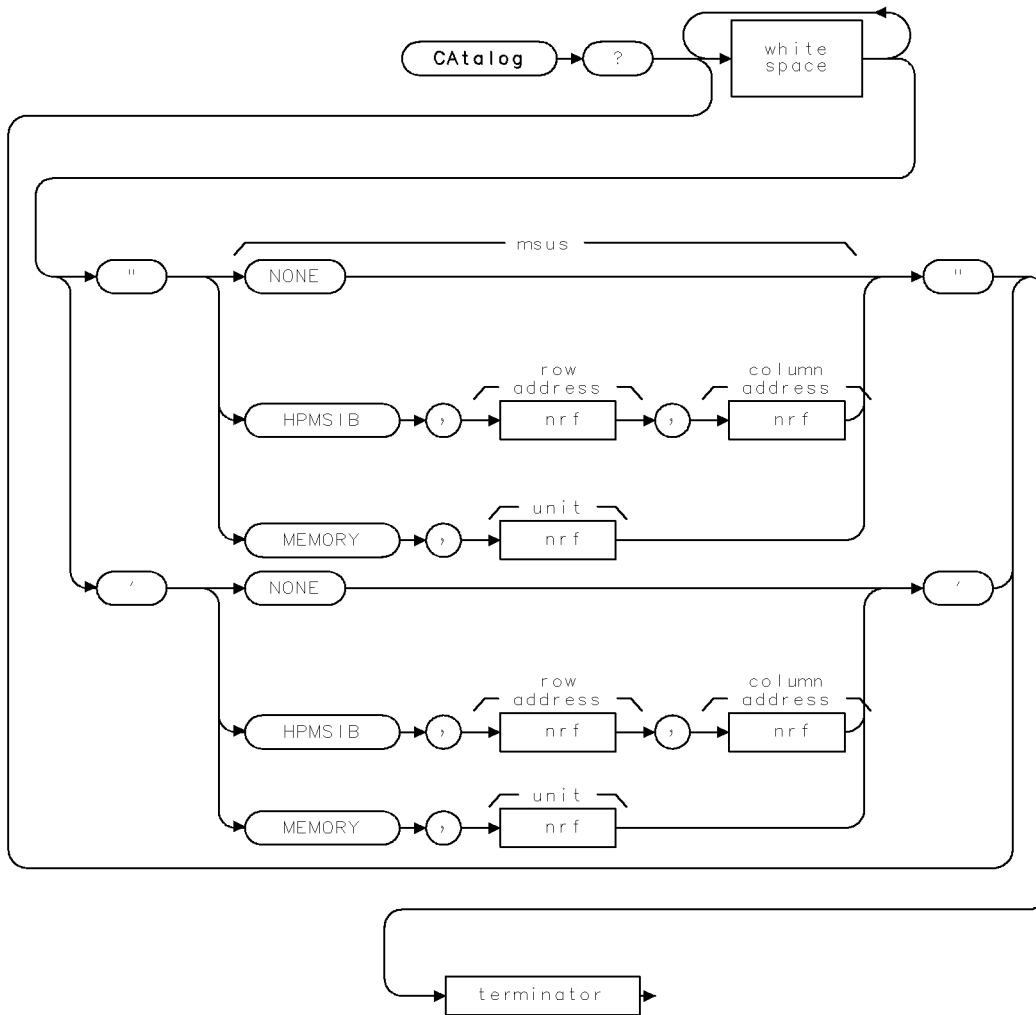 CAtalog ? white
space
msus
" NONE "
row
address column
address
HPMSIB , nrf , nrf
unit
MEMORY , nrf
' NONE '
row
address column
address
HPMSIB , nrf , nrf
unit
MEMORY , nrf
terminator